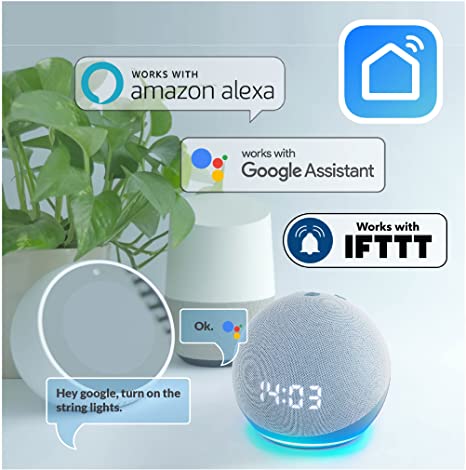 WORKS WITH
amazon alexa
works with
Google Assistant
Works with
IFTTT
Ok.
14:03
Hey google, turn on the
string lights.